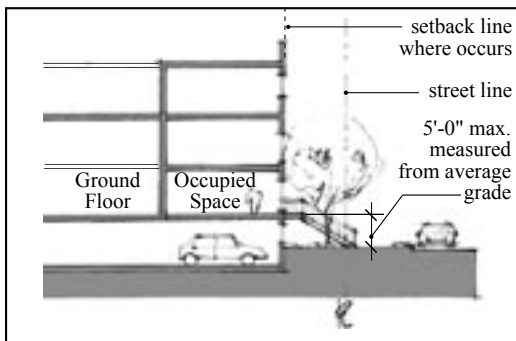 setback line
where occurs
street line
5'-0" max.
measured
from average
grade
Ground
Floor
Occupied
Space